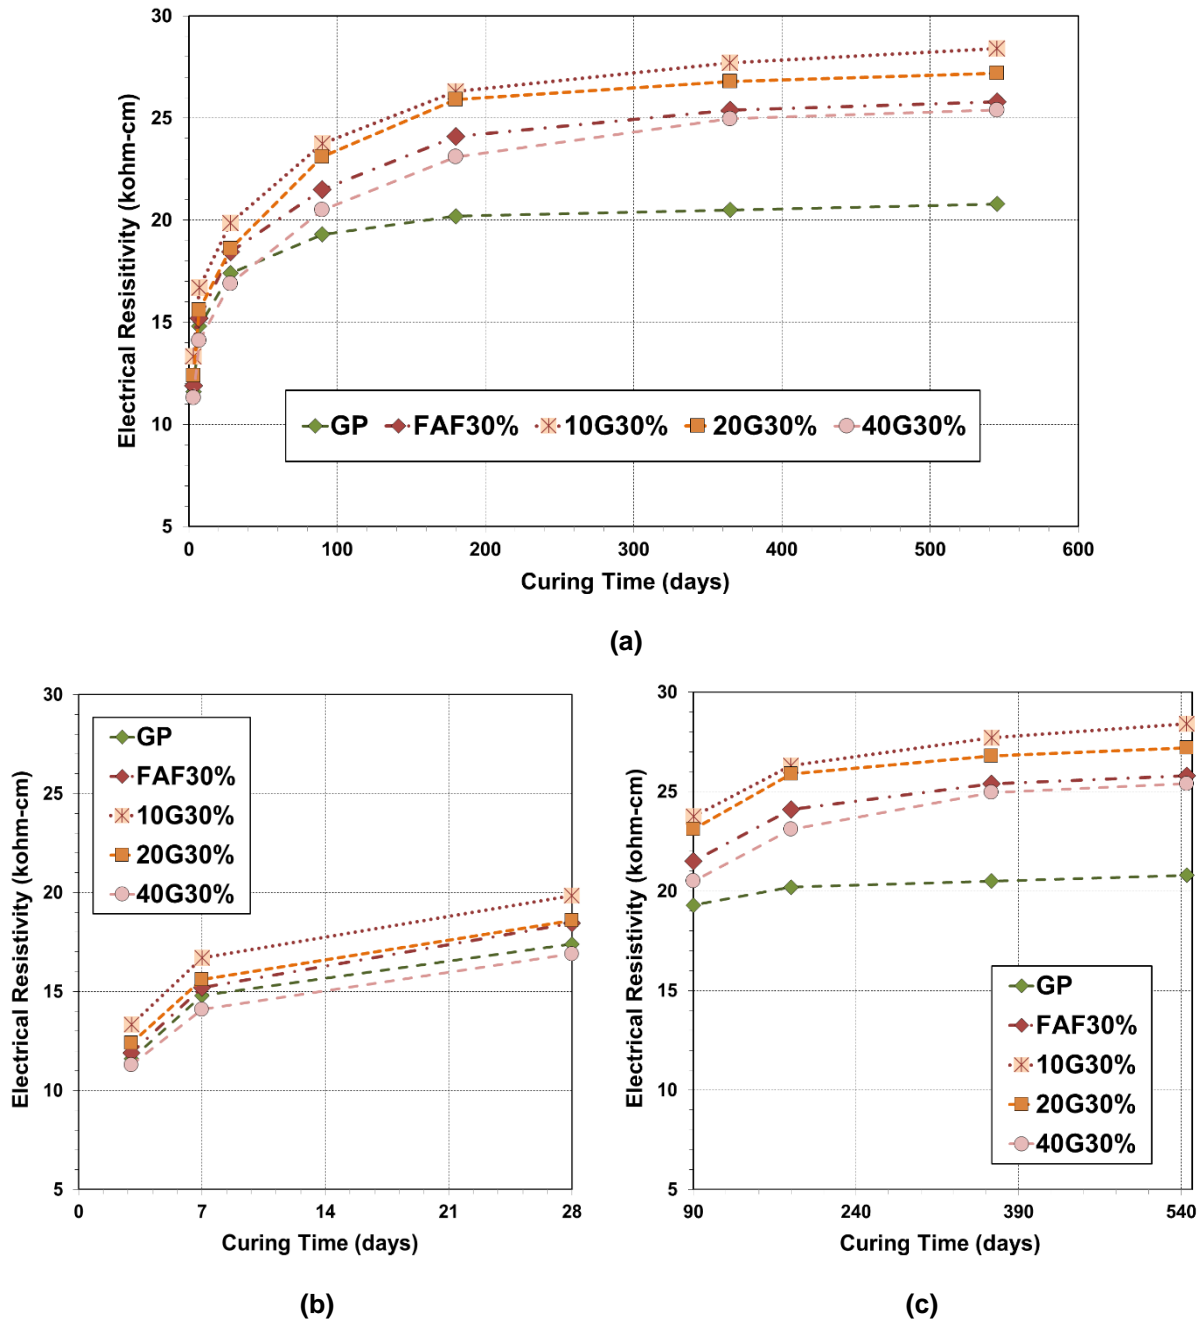 30
25
20
15
10
5
Electrical Resisitivity (kohm-cm)
GP FAF30% 10G30% 20G30% 40G30%
0 100 200 300 400 500 600
Curing Time (days)
(a)
30
25
20
15
10
5
Electrical Resistivity (kohm-cm)
GP
FAF30%
10G30%
20G30%
40G30%
0 7 14 21 28
Curing Time (days)
(b)
30
25
20
15
10
5
Electrical Resistivity (kohm-cm)
GP
FAF30%
10G30%
20G30%
40G30%
90 240 390 540
Curing Time (days)
(c)